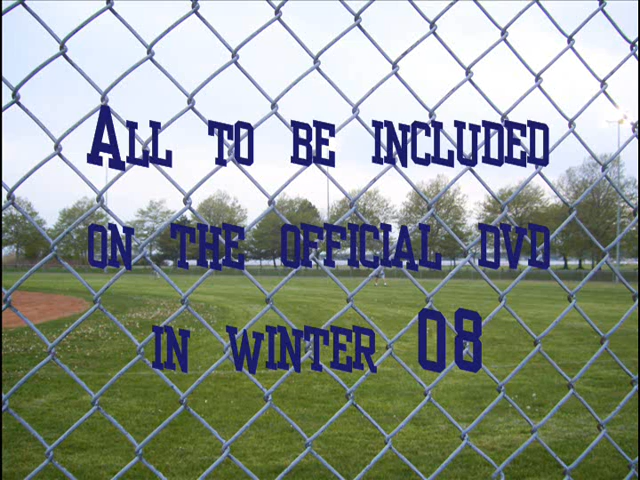 All to be included
on the official dvd
in winter 08